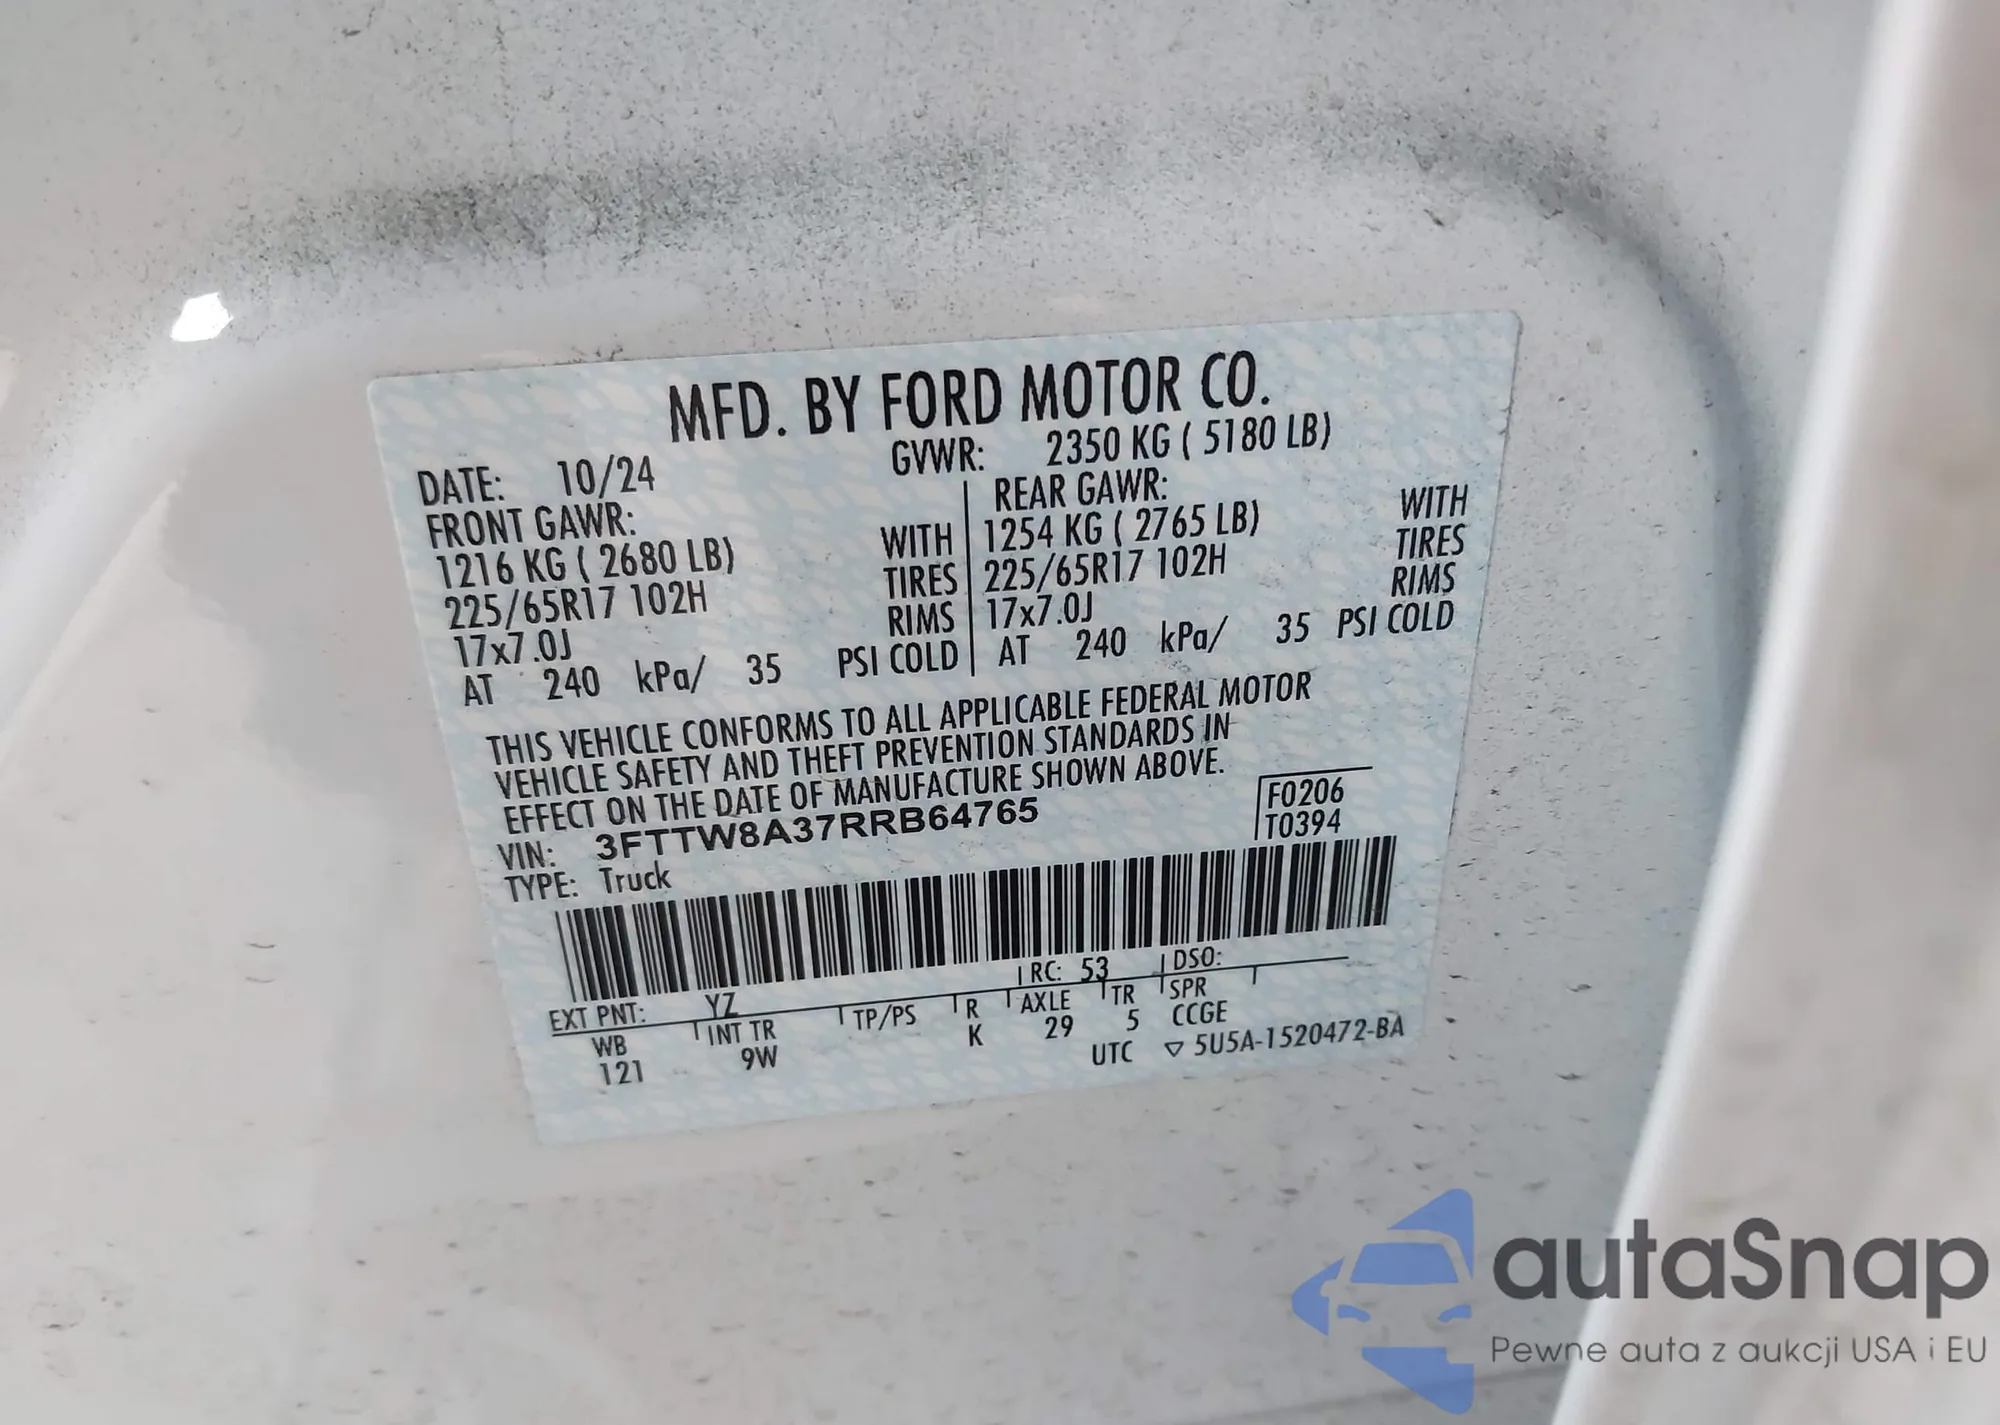 MFD. BY FORD MOTOR CO.
DATE: 10/24 GVWR: 2350 KG ( 5180 LB)
FRONT GAWR: REAR GAWR:
1216 KG ( 2680 LB) WITH 1254 KG ( 2765 LB) WITH
225/65R17 102H TIRES 225/65R17 102H TIRES
17x7.0J RIMS 17x7.0J RIMS
AT 240 kPa/ 35 PSI COLD AT 240 kPa/ 35 PSI COLD
THIS VEHICLE CONFORMS TO ALL APPLICABLE FEDERAL MOTOR
VEHICLE SAFETY AND THEFT PREVENTION STANDARDS IN
EFFECT ON THE DATE OF MANUFACTURE SHOWN ABOVE.
VIN: 3FTTW8A37RRB64765 F0206
TYPE: Truck T0394
EXT PNT: YZ RC: 53 DSO:
WB INT TR TP/PS R AXLE TR SPR
121 9W K 29 5 CCGE
UTC ▽ 5U5A-1520472-BA
autaSnap
Pewne auta z aukcji USA i EU